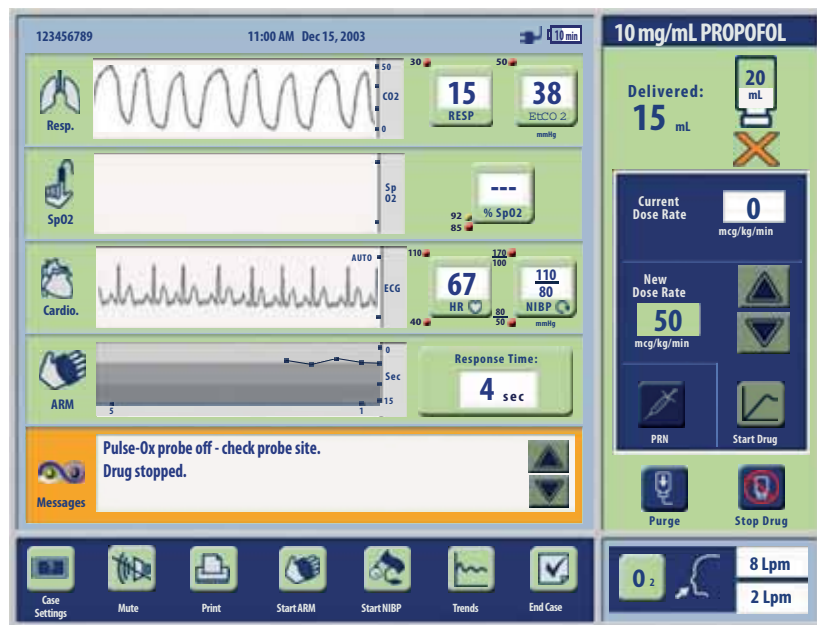 123456789 11:00 AM Dec 15, 2003 10 min
Resp.
50
CO2
0
30
15
RESP
50
38
EtCO 2
mmHg
SpO2
Sp
O2
92
85
---
% SpO2
Cardio.
AUTO
ECG
110
40
67
HR
170
100
80
50
110
80
NIBP
mmHg
ARM
0
Sec
15
5 1
Response Time:
4 sec
Messages
Pulse-Ox probe off - check probe site.
Drug stopped.
Case
Settings
Mute
Print
Start ARM
Start NIBP
Trends
End Case
10 mg/mL PROPOFOL
Delivered:
15 mL
20
mL
Current
Dose Rate
0
mcg/kg/min
New
Dose Rate
50
mcg/kg/min
PRN
Start Drug
Purge
Stop Drug
O2
8 Lpm
2 Lpm